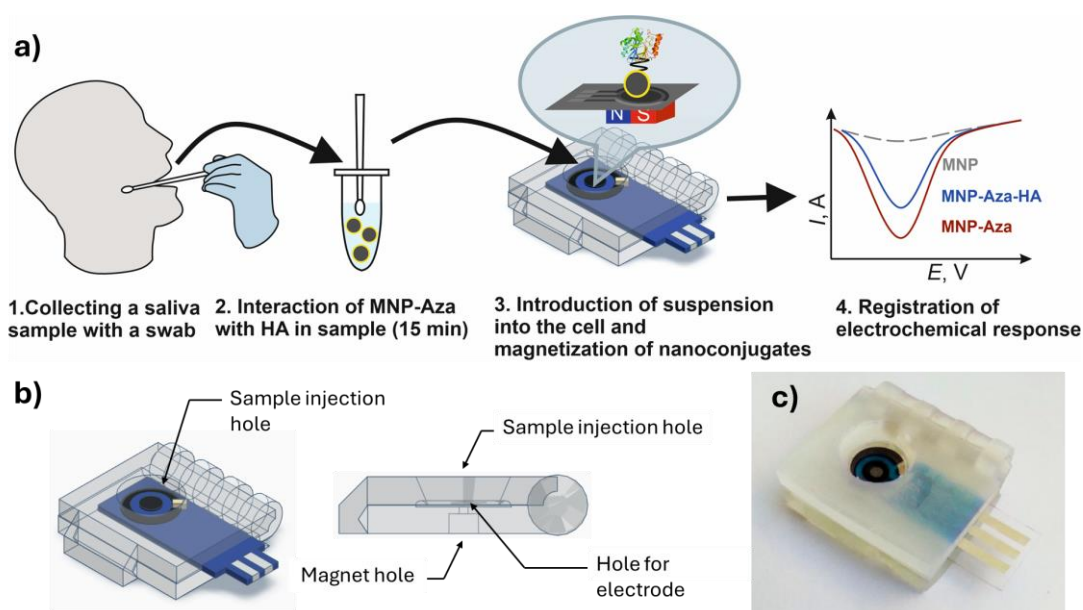 a)
N S
MNP
MNP-Aza-HA
MNP-Aza
I, A
E, V
1.Collecting a saliva
sample with a swab
2. Interaction of MNP-Aza
with HA in sample (15 min)
3. Introduction of suspension
into the cell and
magnetization of nanoconjugates
4. Registration of
electrochemical response
b)
Sample injection
hole
Sample injection hole
Magnet hole
Hole for
electrode
c)